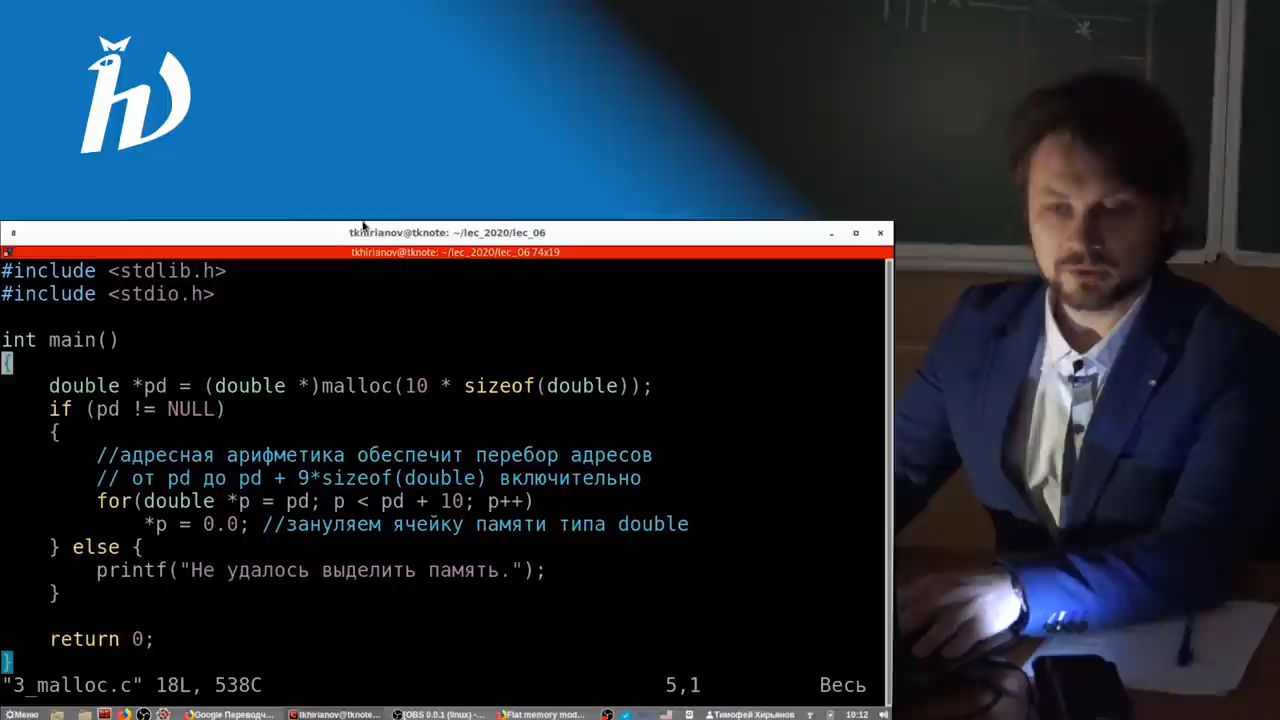 tkhirianov@tknote: ~/lec_2020/lec_06
tkhirianov@tknote: ~/lec_2020/lec_06 74x19
#include <stdlib.h>
#include <stdio.h>
int main()
{
double *pd = (double *)malloc(10 * sizeof(double));
if (pd != NULL)
{
//адресная арифметика обеспечит перебор адресов
// от pd до pd + 9*sizeof(double) включительно
for(double *p = pd; p < pd + 10; p++)
*p = 0.0; //зануляем ячейку памяти типа double
} else {
printf("Не удалось выделить память.");
}
return 0;
}
"3_malloc.c" 18L, 538C 5,1 Весь
Меню Google Переводч... tkhirianov@tknote... [OBS 0.0.1 (linux) -... Flat memory mod... Тимофей Хирьянов 10:12